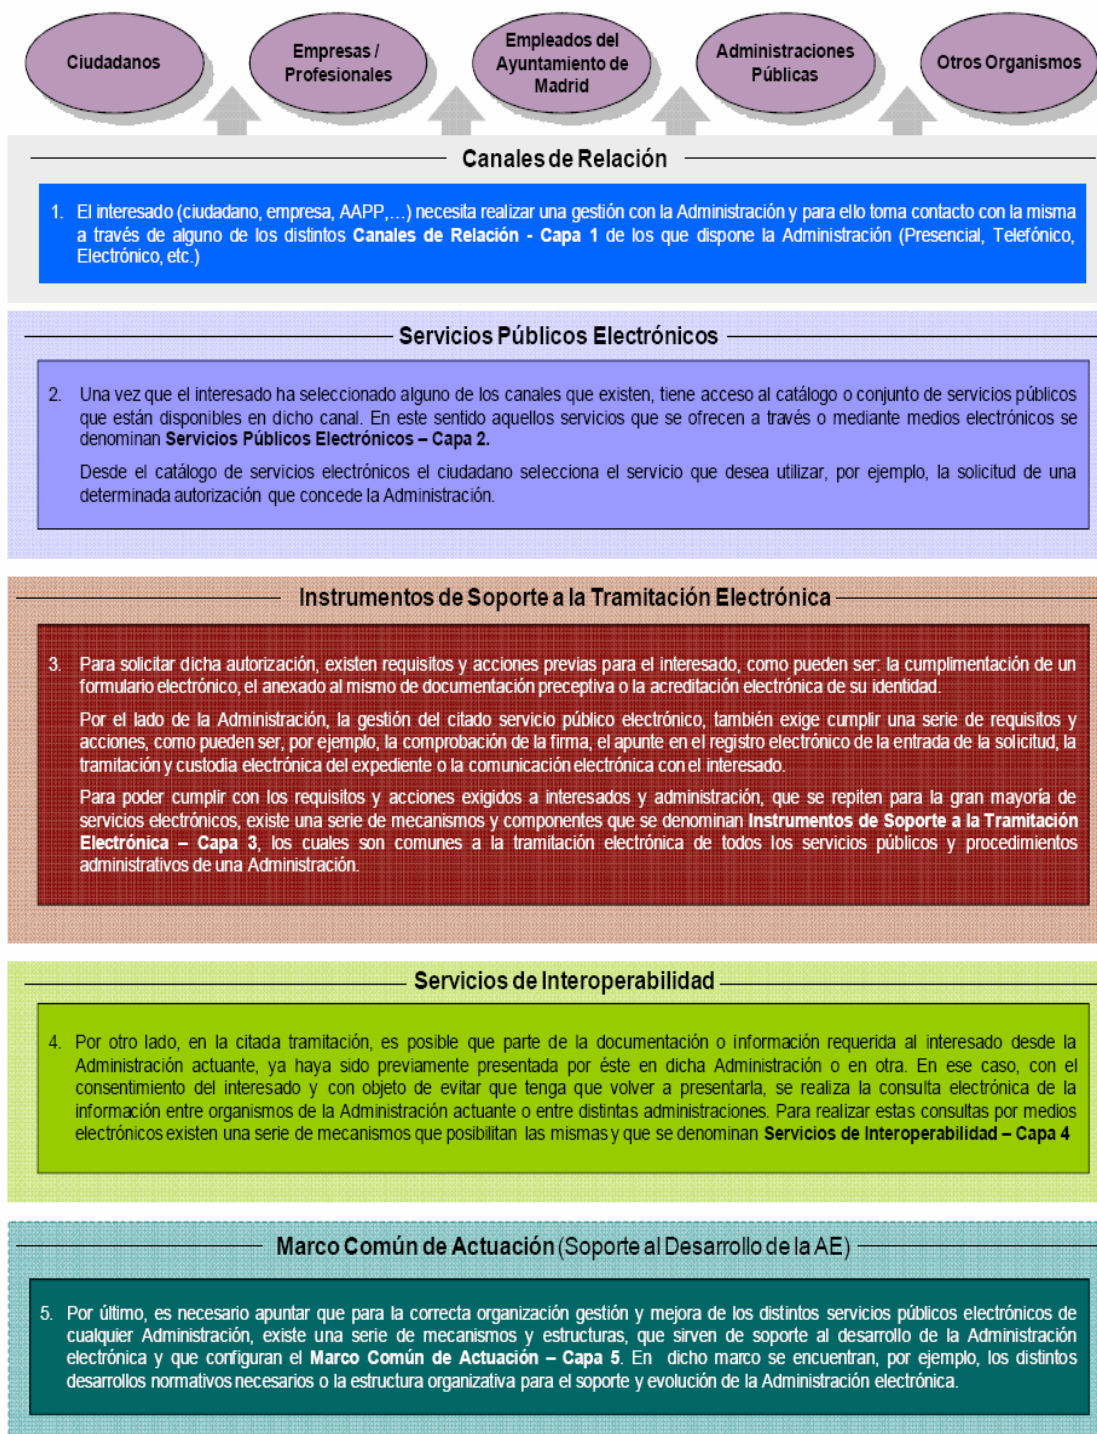 Ciudadanos
Empresas /
Profesionales
Empleados del
Ayuntamiento de
Madrid
Administraciones
Públicas
Otros Organismos
Canales de Relación
1. El interesado (ciudadano, empresa, AAPP,…) necesita realizar una gestión con la Administración y para ello toma contacto con la misma
a través de alguno de los distintos Canales de Relación - Capa 1 de los que dispone la Administración (Presencial, Telefónico,
Electrónico, etc.)
Servicios Públicos Electrónicos
2. Una vez que el interesado ha seleccionado alguno de los canales que existen, tiene acceso al catálogo o conjunto de servicios públicos
que están disponibles en dicho canal. En este sentido aquellos servicios que se ofrecen a través o mediante medios electrónicos se
denominan Servicios Públicos Electrónicos – Capa 2.
Desde el catálogo de servicios electrónicos el ciudadano selecciona el servicio que desea utilizar, por ejemplo, la solicitud de una
determinada autorización que concede la Administración.
Instrumentos de Soporte a la Tramitación Electrónica
3. Para solicitar dicha autorización, existen requisitos y acciones previas para el interesado, como pueden ser: la cumplimentación de un
formulario electrónico, el anexado al mismo de documentación preceptiva o la acreditación electrónica de su identidad.
Por el lado de la Administración, la gestión del citado servicio público electrónico, también exige cumplir una serie de requisitos y
acciones, como pueden ser, por ejemplo, la comprobación de la firma, el apunte en el registro electrónico de la entrada de la solicitud, la
tramitación y custodia electrónica del expediente o la comunicación electrónica con el interesado.
Para poder cumplir con los requisitos y acciones exigidos a interesados y administración, que se repiten para la gran mayoría de
servicios electrónicos, existe una serie de mecanismos y componentes que se denominan Instrumentos de Soporte a la Tramitación
Electrónica – Capa 3, los cuales son comunes a la tramitación electrónica de todos los servicios públicos y procedimientos
administrativos de una Administración.
Servicios de Interoperabilidad
4. Por otro lado, en la citada tramitación, es posible que parte de la documentación o información requerida al interesado desde la
Administración actuante, ya haya sido previamente presentada por éste en dicha Administración o en otra. En ese caso, con el
consentimiento del interesado y con objeto de evitar que tenga que volver a presentarla, se realiza la consulta electrónica de la
información entre organismos de la Administración actuante o entre distintas administraciones. Para realizar estas consultas por medios
electrónicos existen una serie de mecanismos que posibilitan las mismas y que se denominan Servicios de Interoperabilidad – Capa 4
Marco Común de Actuación (Soporte al Desarrollo de la AE)
5. Por último, es necesario apuntar que para la correcta organización gestión y mejora de los distintos servicios públicos electrónicos de
cualquier Administración, existe una serie de mecanismos y estructuras, que sirven de soporte al desarrollo de la Administración
electrónica y que configuran el Marco Común de Actuación – Capa 5. En dicho marco se encuentran, por ejemplo, los distintos
desarrollos normativos necesarios o la estructura organizativa para el soporte y evolución de la Administración electrónica.